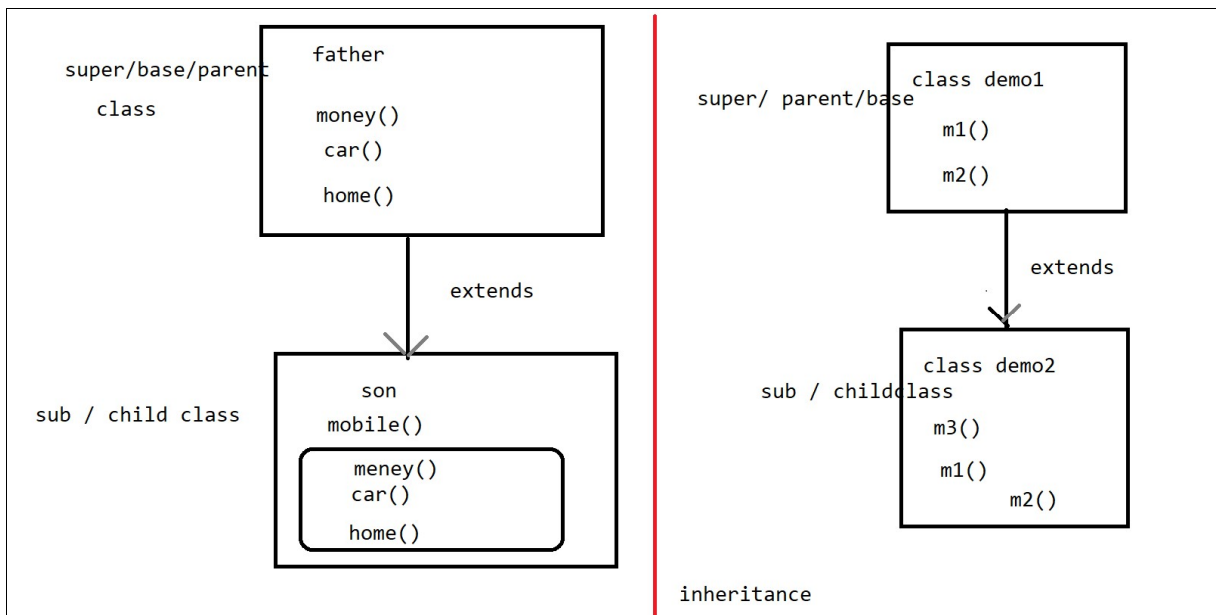 father
super/base/parent
class
money()
car()
home()
extends
son
sub / child class
mobile()
meney()
car()
home()
class demo1
super/ parent/base
m1()
m2()
extends
class demo2
sub / childclass
m3()
m1()
m2()
inheritance